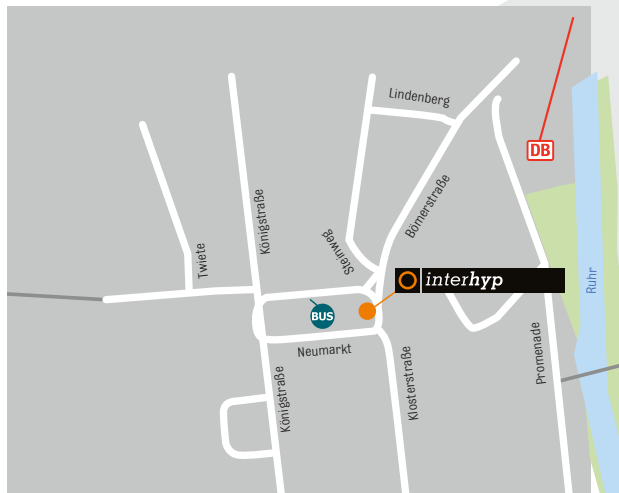 Lindenberg
DB
Börnerstraße
Königstraße
Steinweg
Twiete
interhyp
Ruhr
BUS
Neumarkt
Promenade
Klosterstraße
Königstraße